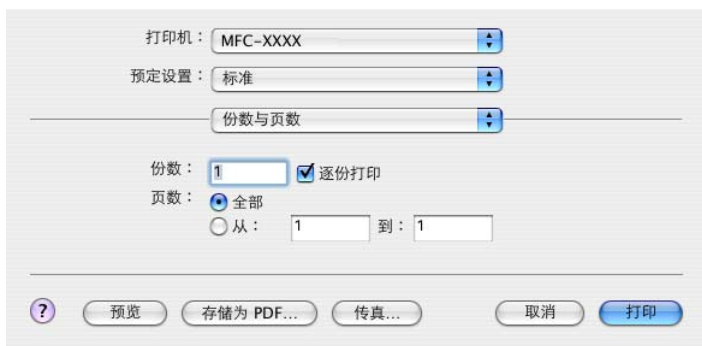 打印机： MFC-XXXX
预定设置： 标准
份数与页数
份数： 1 逐份打印
页数： 全部
从： 1 到： 1
? 预览 存储为 PDF... 传真... 取消 打印